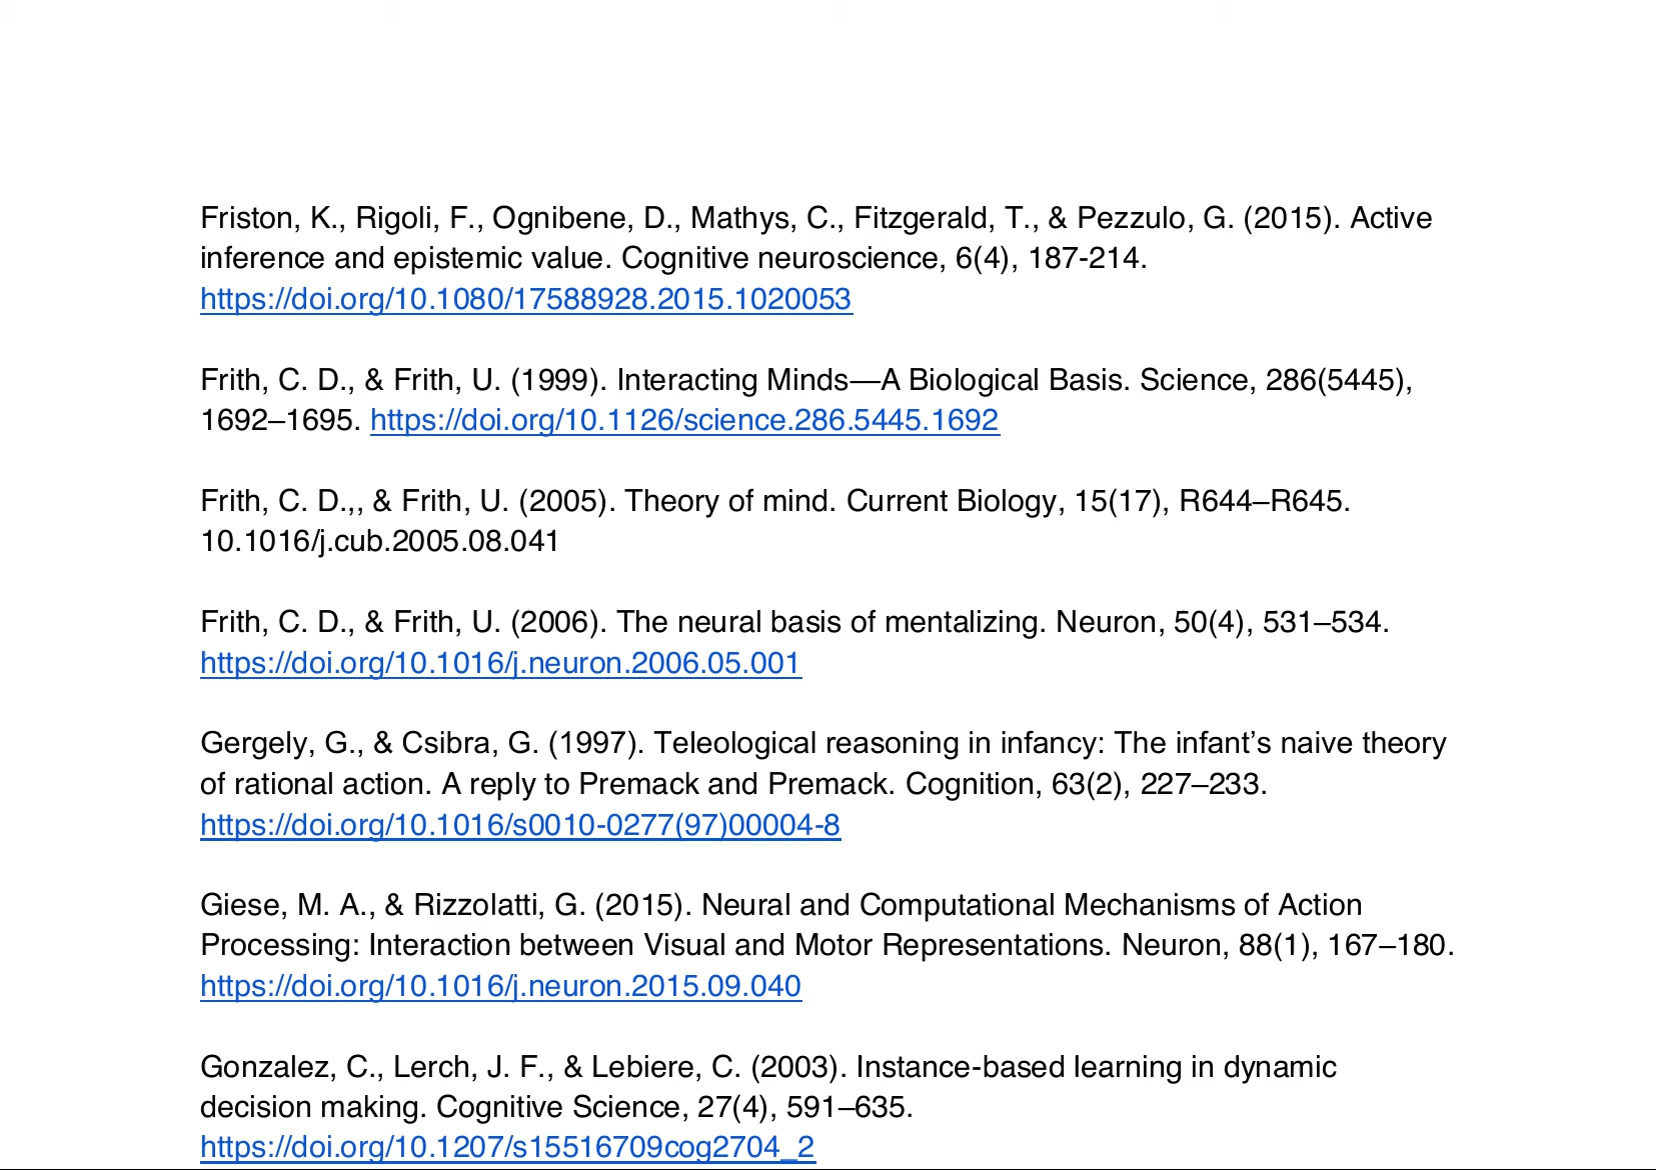 Friston, K., Rigoli, F., Ognibene, D., Mathys, C., Fitzgerald, T., & Pezzulo, G. (2015). Active
inference and epistemic value. Cognitive neuroscience, 6(4), 187-214.
https://doi.org/10.1080/17588928.2015.1020053
Frith, C. D., & Frith, U. (1999). Interacting Minds—A Biological Basis. Science, 286(5445),
1692–1695. https://doi.org/10.1126/science.286.5445.1692
Frith, C. D.,, & Frith, U. (2005). Theory of mind. Current Biology, 15(17), R644–R645.
10.1016/j.cub.2005.08.041
Frith, C. D., & Frith, U. (2006). The neural basis of mentalizing. Neuron, 50(4), 531–534.
https://doi.org/10.1016/j.neuron.2006.05.001
Gergely, G., & Csibra, G. (1997). Teleological reasoning in infancy: The infant’s naive theory
of rational action. A reply to Premack and Premack. Cognition, 63(2), 227–233.
https://doi.org/10.1016/s0010-0277(97)00004-8
Giese, M. A., & Rizzolatti, G. (2015). Neural and Computational Mechanisms of Action
Processing: Interaction between Visual and Motor Representations. Neuron, 88(1), 167–180.
https://doi.org/10.1016/j.neuron.2015.09.040
Gonzalez, C., Lerch, J. F., & Lebiere, C. (2003). Instance-based learning in dynamic
decision making. Cognitive Science, 27(4), 591–635.
https://doi.org/10.1207/s15516709cog2704_2